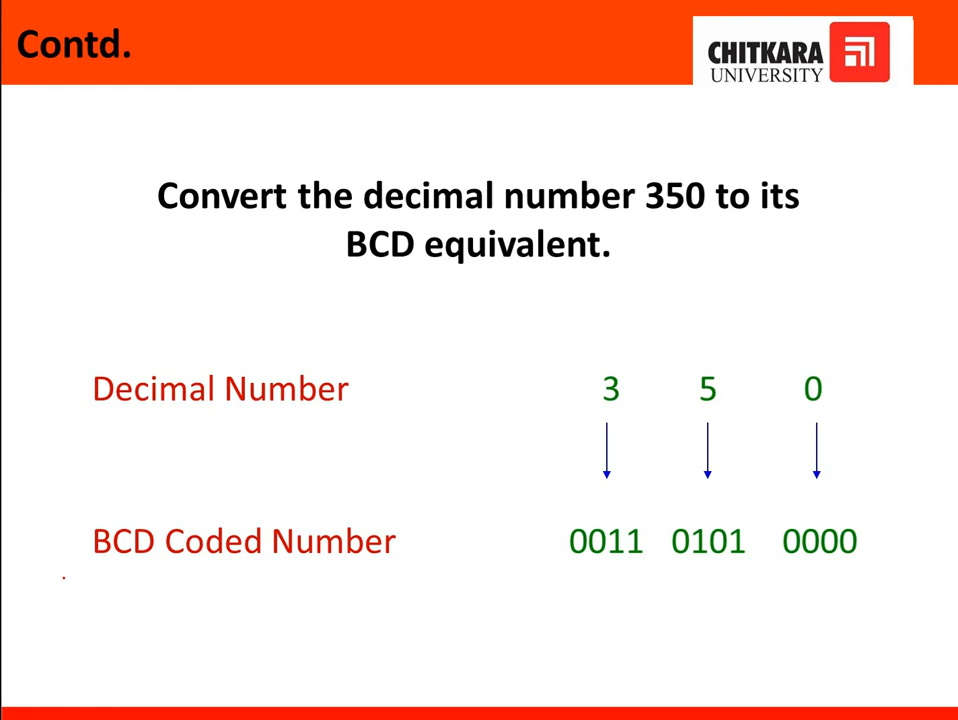 Contd.
CHITKARA
UNIVERSITY
Convert the decimal number 350 to its
BCD equivalent.
Decimal Number 3 5 0
BCD Coded Number 0011 0101 0000